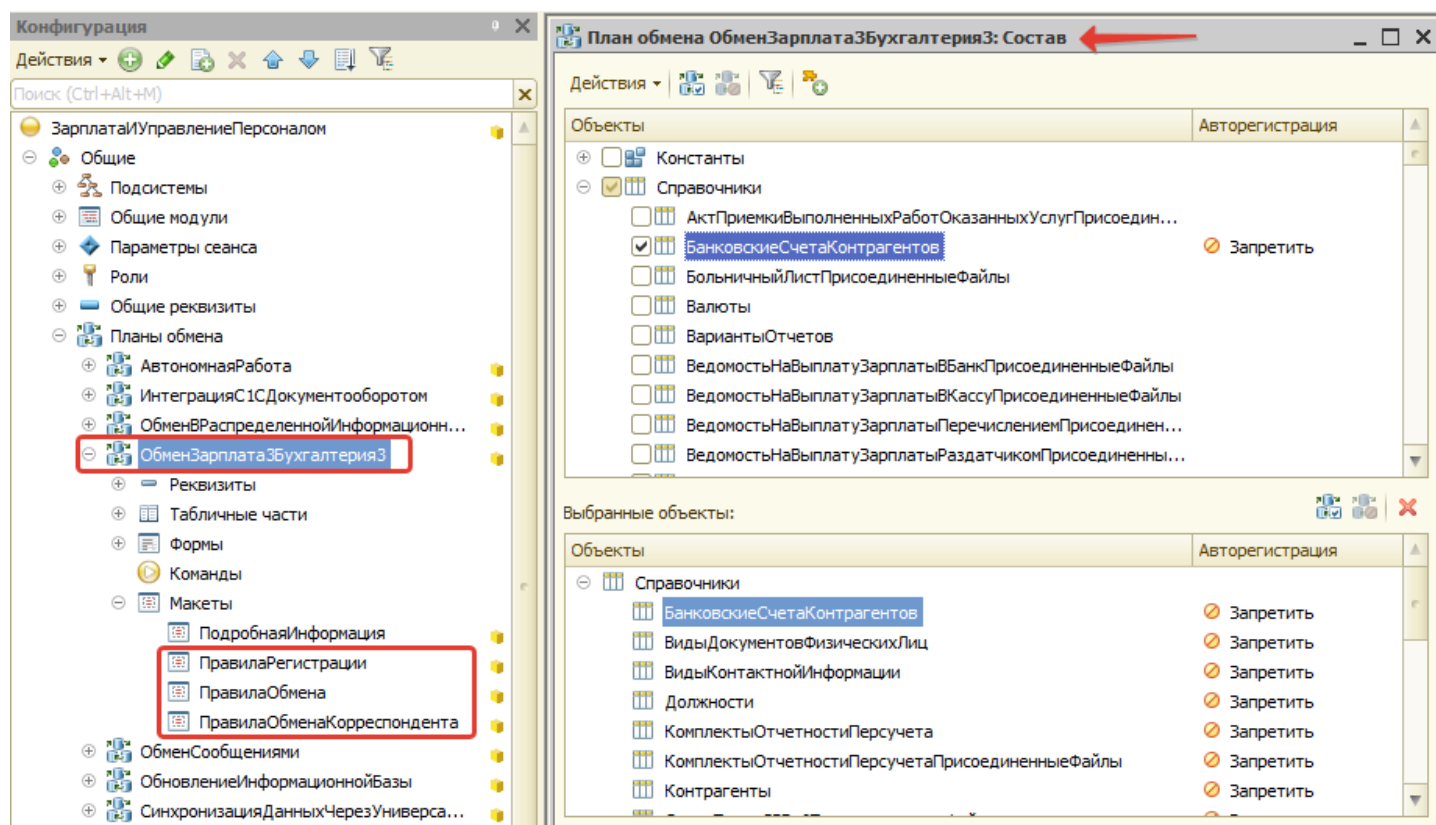 Конфигурация
Действия
Поиск (Ctrl+Alt+M)
ЗарплатаИУправлениеПерсоналом
Общие
Подсистемы
Общие модули
Параметры сеанса
Роли
Общие реквизиты
Планы обмена
АвтономнаяРабота
ИнтеграцияС1СДокументооборотом
ОбменВРаспределеннойИнформационн...
ОбменЗарплата3Бухгалтерия3
Реквизиты
Табличные части
Формы
Команды
Макеты
ПодробнаяИнформация
ПравилаРегистрации
ПравилаОбмена
ПравилаОбменаКорреспондента
ОбменСообщениями
ОбновлениеИнформационнойБазы
СинхронизацияДанныхЧерезУниверса...
План обмена ОбменЗарплата3Бухгалтерия3: Состав
Действия
Объекты Авторегистрация
Константы
Справочники
АктПриемкиВыполненныхРаботОказанныхУслугПрисоедин...
БанковскиеСчетаКонтрагентов Запретить
БольничныйЛистПрисоединенныеФайлы
Валюты
ВариантыОтчетов
ВедомостьНаВыплатуЗарплатыВБанкПрисоединенныеФайлы
ВедомостьНаВыплатуЗарплатыВКассуПрисоединенныеФайлы
ВедомостьНаВыплатуЗарплатыПеречислениемПрисоединен...
ВедомостьНаВыплатуЗарплатыРаздатчикомПрисоединенны...
Выбранные объекты:
Объекты Авторегистрация
Справочники
БанковскиеСчетаКонтрагентов Запретить
ВидыДокументовФизическихЛиц Запретить
ВидыКонтактнойИнформации Запретить
Должности Запретить
КомплектыОтчетностиПерсучета Запретить
КомплектыОтчетностиПерсучетаПрисоединенныеФайлы Запретить
Контрагенты Запретить